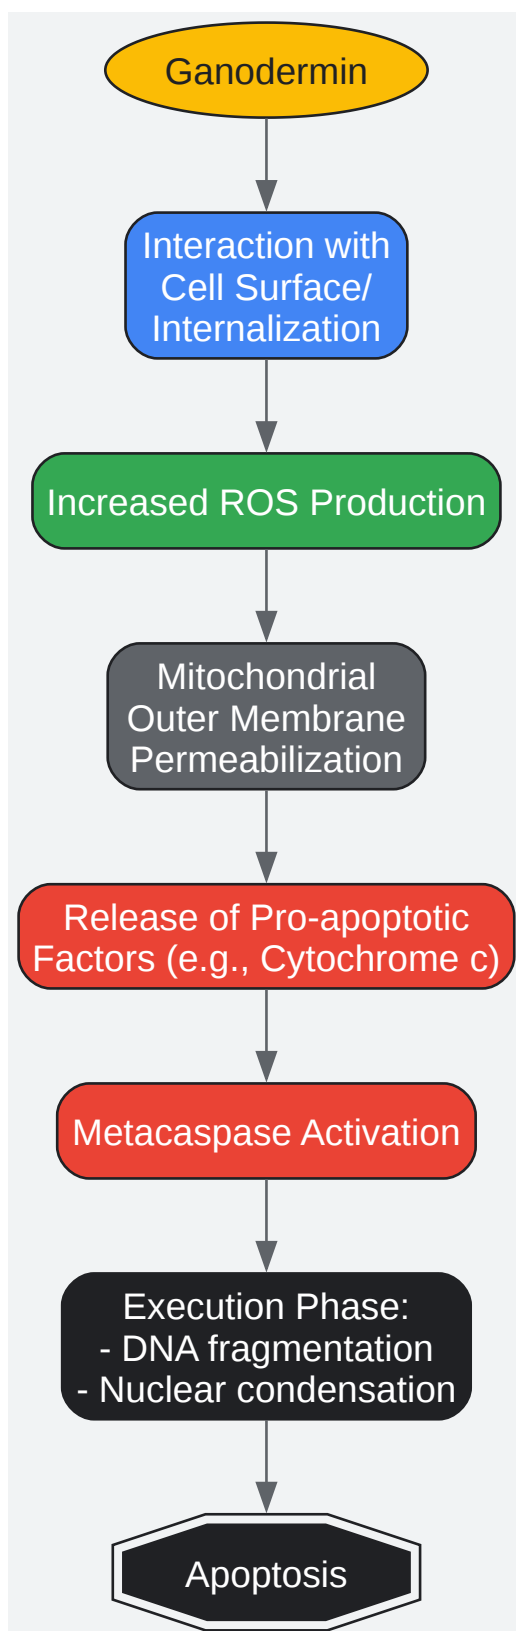 Ganodermin
Interaction with
Cell Surface/
Internalization
Increased ROS Production
Mitochondrial
Outer Membrane
Permeabilization
Release of Pro-apoptotic
Factors (e.g., Cytochrome c)
Metacaspase Activation
Execution Phase:
- DNA fragmentation
- Nuclear condensation
Apoptosis